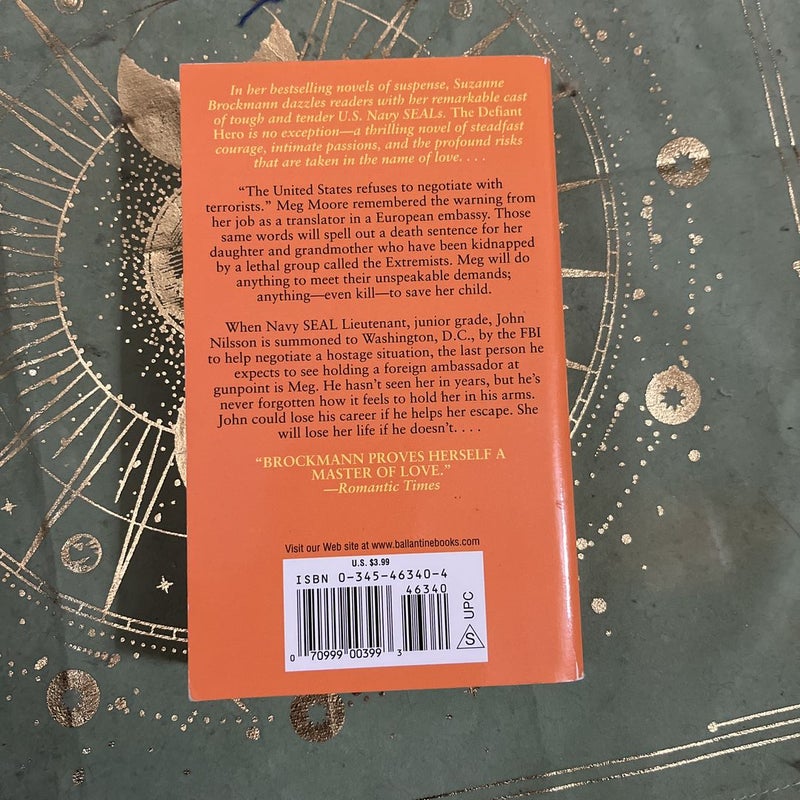 In her bestselling novels of suspense, Suzanne
Brockmann dazzles readers with her remarkable cast
of tough and tender U.S. Navy SEALs. The Defiant
Hero is no exception—a thrilling novel of steadfast
courage, intimate passions, and the profound risks
that are taken in the name of love. . . .
“The United States refuses to negotiate with
terrorists.” Meg Moore remembered the warning from
her job as a translator in a European embassy. Those
same words will spell out a death sentence for her
daughter and grandmother who have been kidnapped
by a lethal group called the Extremists. Meg will do
anything to meet their unspeakable demands;
anything—even kill—to save her child.
When Navy SEAL Lieutenant, junior grade, John
Nilsson is summoned to Washington, D.C., by the FBI
to help negotiate a hostage situation, the last person he
expects to see holding a foreign ambassador at
gunpoint is Meg. He hasn’t seen her in years, but he’s
never forgotten how it feels to hold her in his arms.
John could lose his career if he helps her escape. She
will lose her life if he doesn’t. . . .
“BROCKMANN PROVES HERSELF A
MASTER OF LOVE.”
—Romantic Times
Visit our Web site at www.ballantinebooks.com
U.S. $3.99
ISBN 0-345-46340-4
46340
0 70999 00399 3
S UPC